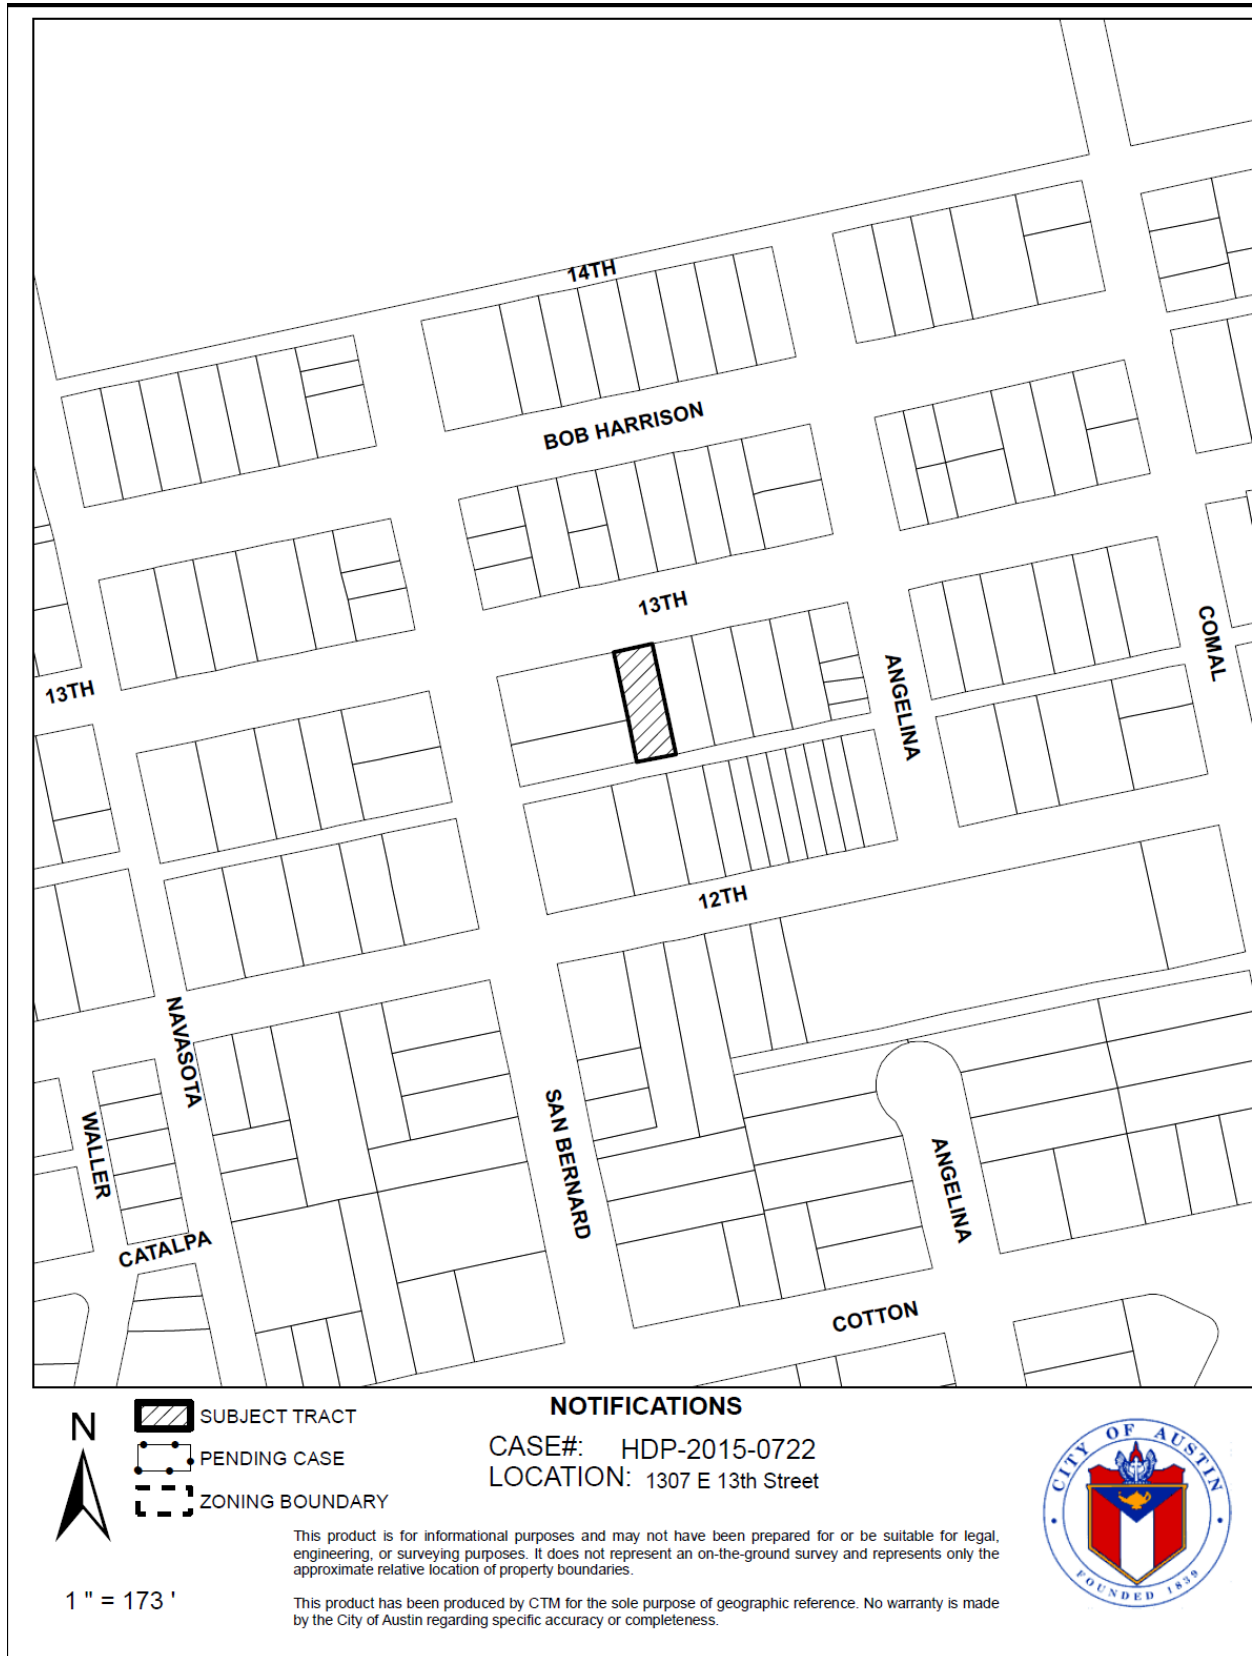 14TH
BOB HARRISON
13TH
COMAL
ANGELINA
13TH
12TH
NAVASOTA
SAN BERNARD
WALLER
ANGELINA
CATALPA
COTTON
N
1 " = 173 '
SUBJECT TRACT
PENDING CASE
ZONING BOUNDARY
NOTIFICATIONS
CASE#: HDP-2015-0722
LOCATION: 1307 E 13th Street
This product is for informational purposes and may not have been prepared for or be suitable for legal,
engineering, or surveying purposes. It does not represent an on-the-ground survey and represents only the
approximate relative location of property boundaries.
This product has been produced by CTM for the sole purpose of geographic reference. No warranty is made
by the City of Austin regarding specific accuracy or completeness.
CITY OF AUSTIN
FOUNDED 1839